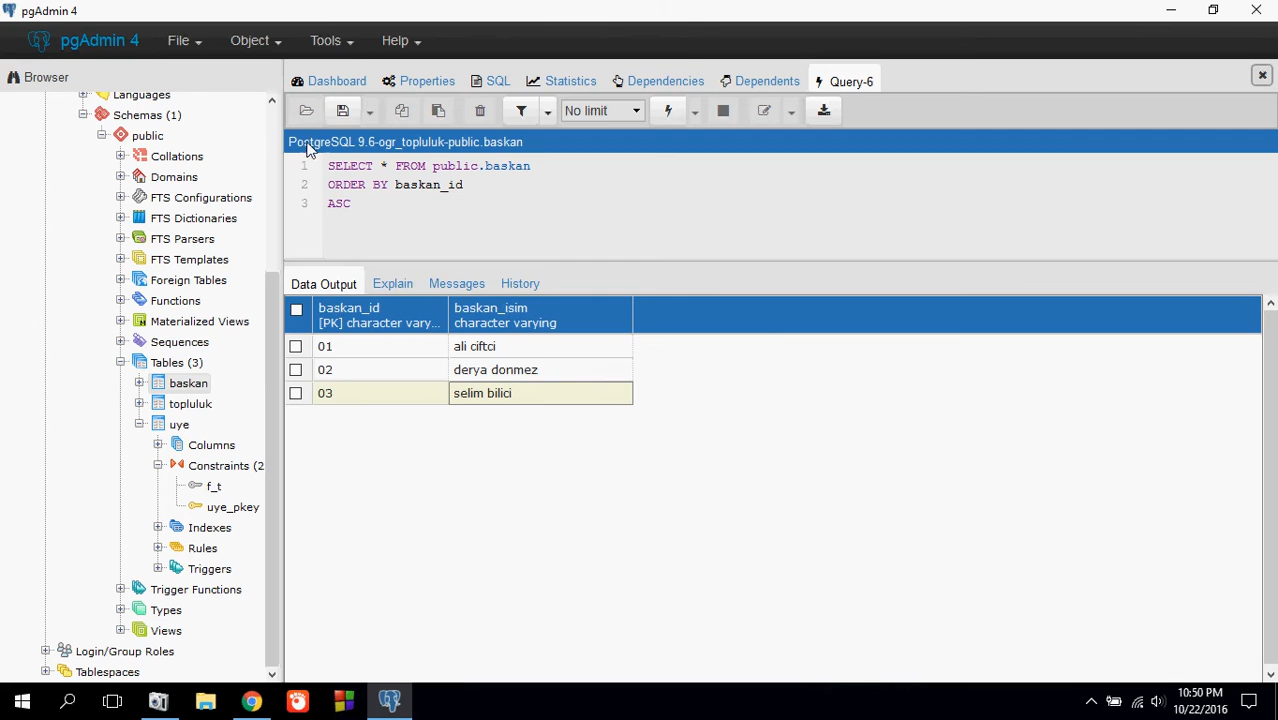 pgAdmin 4
pgAdmin 4 File Object Tools Help
Browser
Languages
Schemas (1)
public
Collations
Domains
FTS Configurations
FTS Dictionaries
FTS Parsers
FTS Templates
Foreign Tables
Functions
Materialized Views
Sequences
Tables (3)
baskan
topluluk
uye
Columns
Constraints (2
f_t
uye_pkey
Indexes
Rules
Triggers
Trigger Functions
Types
Views
Login/Group Roles
Tablespaces
Dashboard Properties SQL Statistics Dependencies Dependents Query-6
No limit
PostgreSQL 9.6-ogr_topluluk-public.baskan
1 SELECT * FROM public.baskan
2 ORDER BY baskan_id
3 ASC
Data Output Explain Messages History
baskan_id baskan_isim
[PK] character vary... character varying
01 ali ciftci
02 derya donmez
03 selim bilici
10:50 PM
10/22/2016